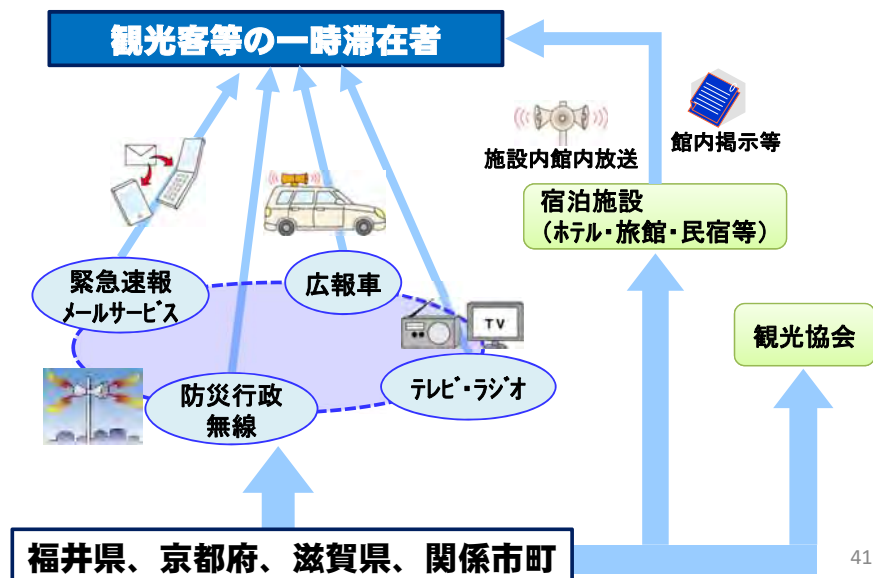 観光客等の一時滞在者
施設内館内放送
館内掲示等
宿泊施設
（ﾎﾃﾙ・旅館・民宿等）
緊急速報
ﾒｰﾙｻｰﾋﾞｽ
広報車
TV
観光協会
防災行政
無線
ﾃﾚﾋﾞ・ﾗｼﾞｵ
福井県、京都府、滋賀県、関係市町
41